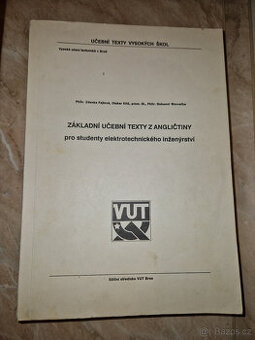 UČEBNÍ TEXTY VYSOKÝCH ŠKOL
Vysoké učení technické v Brně
ZÁKLADNÍ UČEBNÍ TEXTY Z ANGLIČTINY
pro studenty elektrotechnického inženýrství
VUT
Ediční středisko VUT Brno